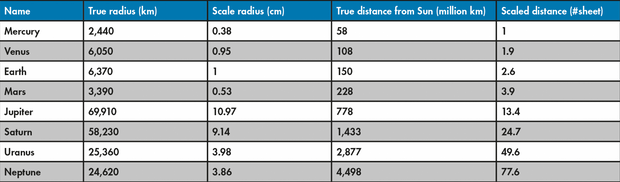 Name True radius (km) Scale radius (cm) True distance from Sun (million km) Scaled distance (#sheet)
Mercury 2,440 0.38 58 1
Venus 6,050 0.95 108 1.9
Earth 6,370 1 150 2.6
Mars 3,390 0.53 228 3.9
Jupiter 69,910 10.97 778 13.4
Saturn 58,230 9.14 1,433 24.7
Uranus 25,360 3.98 2,877 49.6
Neptune 24,620 3.86 4,498 77.6